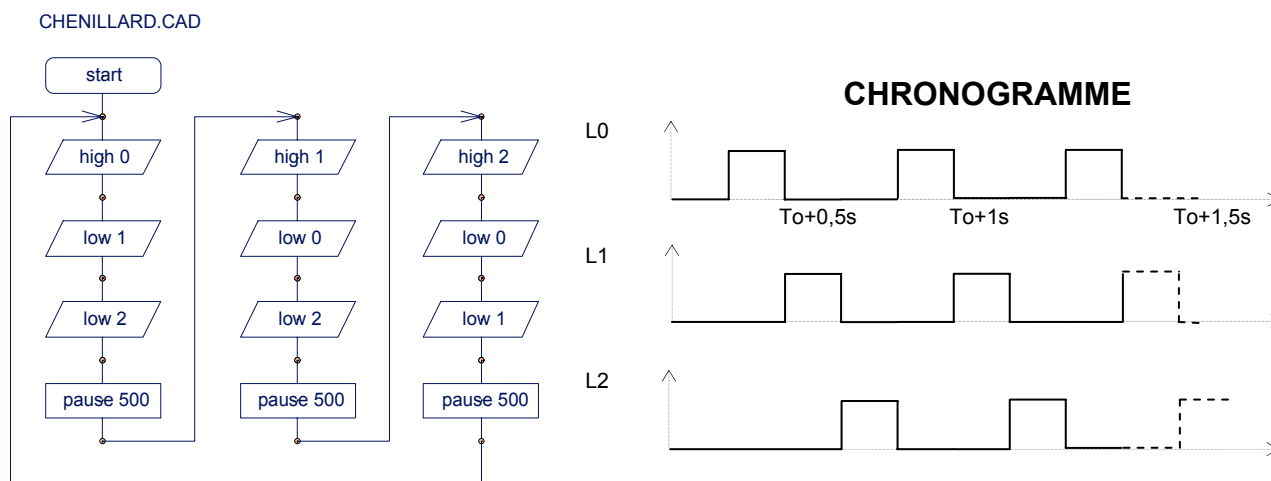 CHENILLARD.CAD
start
high 0
low 1
low 2
pause 500
high 1
low 0
low 2
pause 500
high 2
low 0
low 1
pause 500
CHRONOGRAMME
L0
To+0,5s
To+1s
To+1,5s
L1
L2